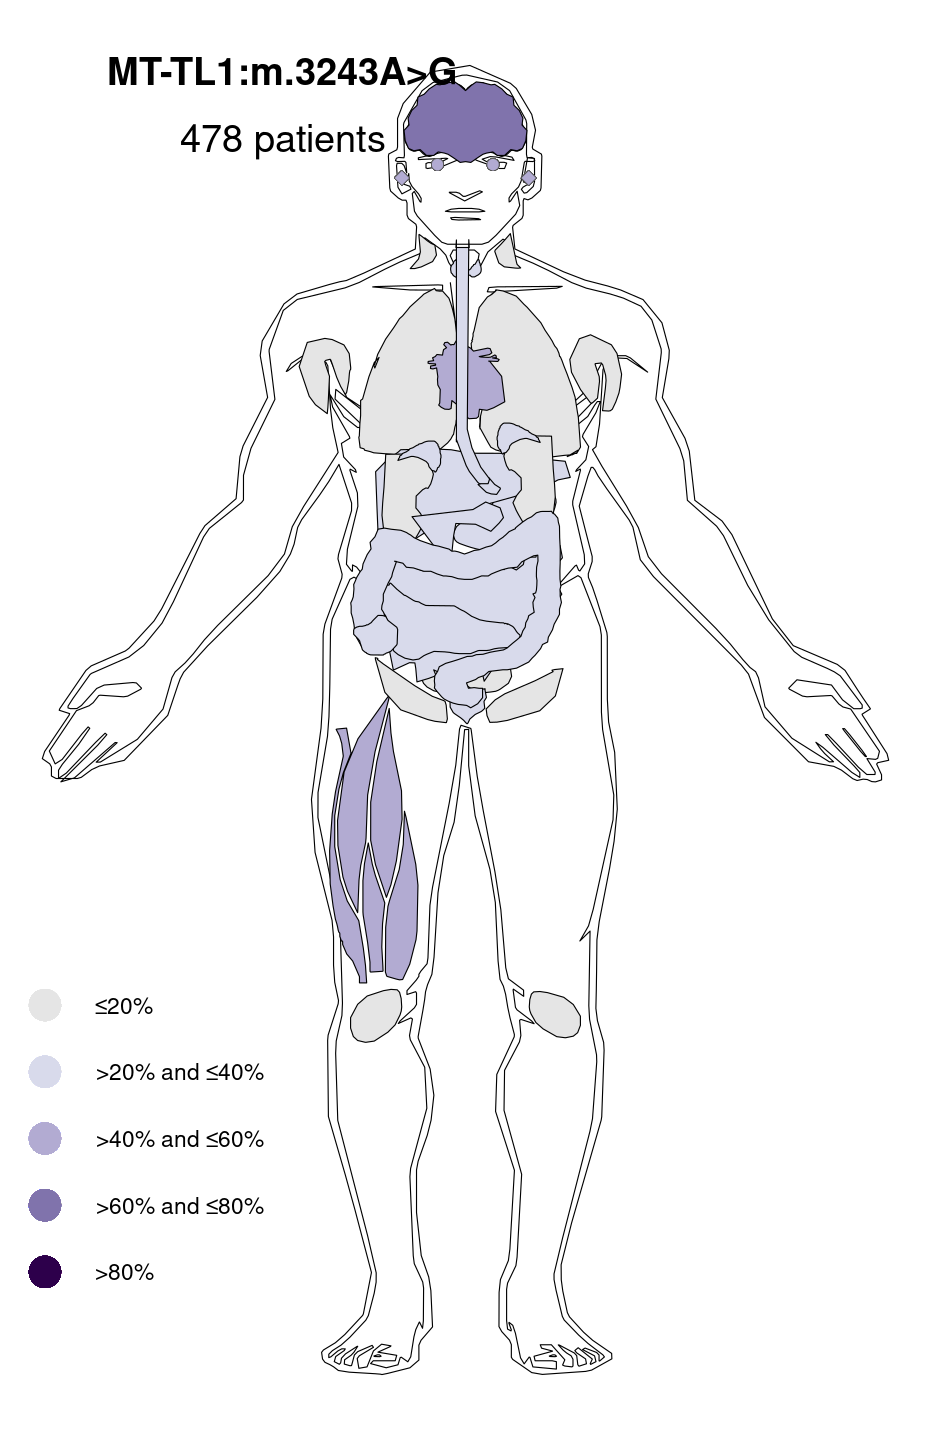 MT-TL1:m.3243A>G
478 patients
≤20%
>20% and ≤40%
>40% and ≤60%
>60% and ≤80%
>80%